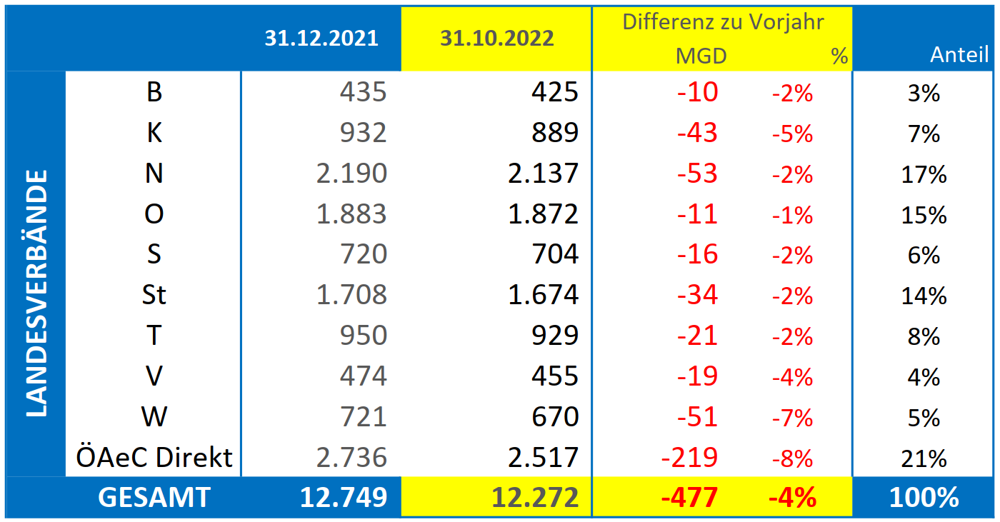 Differenz zu Vorjahr
31.12.2021 31.10.2022
MGD % Anteil
LANDESVERBÄNDE
B 435 425 -10 -2% 3%
K 932 889 -43 -5% 7%
N 2.190 2.137 -53 -2% 17%
O 1.883 1.872 -11 -1% 15%
S 720 704 -16 -2% 6%
St 1.708 1.674 -34 -2% 14%
T 950 929 -21 -2% 8%
V 474 455 -19 -4% 4%
W 721 670 -51 -7% 5%
ÖAeC Direkt 2.736 2.517 -219 -8% 21%
GESAMT 12.749 12.272 -477 -4% 100%